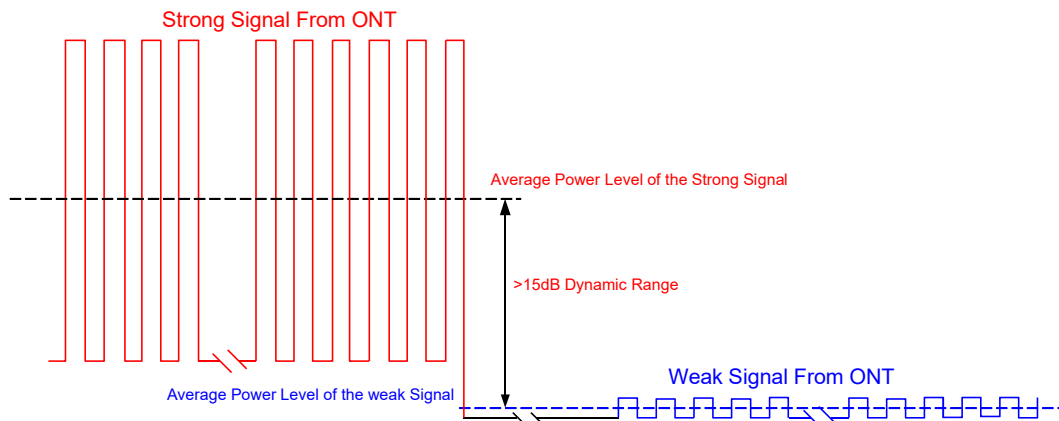 Strong Signal From ONT
Average Power Level of the Strong Signal
>15dB Dynamic Range
Weak Signal From ONT
Average Power Level of the weak Signal